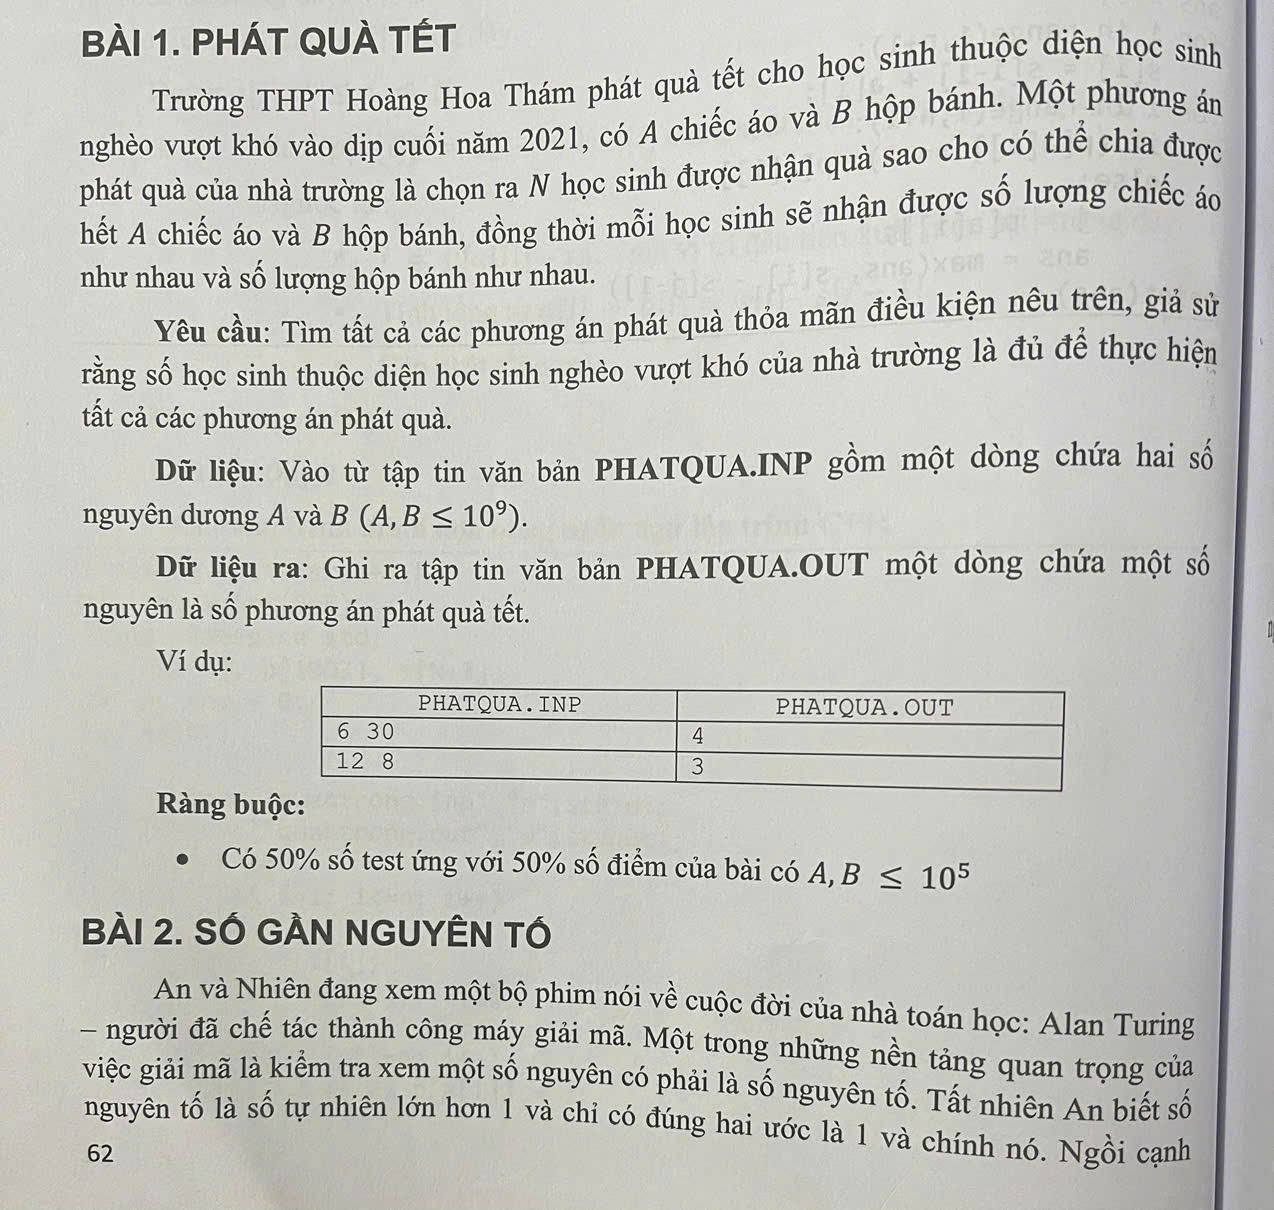 BÀI 1. PHÁT QUÀ TẾT
Trường THPT Hoàng Hoa Thám phát quà tết cho học sinh thuộc diện học sinh
nghèo vượt khó vào dịp cuối năm 2021, có A chiếc áo và B hộp bánh. Một phương án
phát quà của nhà trường là chọn ra N học sinh được nhận quà sao cho có thể chia được
hết A chiếc áo và B hộp bánh, đồng thời mỗi học sinh sẽ nhận được số lượng chiếc áo
như nhau và số lượng hộp bánh như nhau.
Yêu cầu: Tìm tất cả các phương án phát quà thỏa mãn điều kiện nêu trên, giả sử
rằng số học sinh thuộc diện học sinh nghèo vượt khó của nhà trường là đủ để thực hiện
tất cả các phương án phát quà.
Dữ liệu: Vào từ tập tin văn bản PHATQUA.INP gồm một dòng chứa hai số
nguyên dương A và B (A, B ≤ 10⁹).
Dữ liệu ra: Ghi ra tập tin văn bản PHATQUA.OUT một dòng chứa một số
nguyên là số phương án phát quà tết.
Ví dụ:
PHATQUA.INP PHATQUA.OUT
6 30 4
12 8 3
Ràng buộc:
• Có 50% số test ứng với 50% số điểm của bài có A, B ≤ 10⁵
BÀI 2. SỐ GẦN NGUYÊN TỐ
An và Nhiên đang xem một bộ phim nói về cuộc đời của nhà toán học: Alan Turing
– người đã chế tác thành công máy giải mã. Một trong những nền tảng quan trọng của
việc giải mã là kiểm tra xem một số nguyên có phải là số nguyên tố. Tất nhiên An biết số
nguyên tố là số tự nhiên lớn hơn 1 và chỉ có đúng hai ước là 1 và chính nó. Ngồi cạnh
62